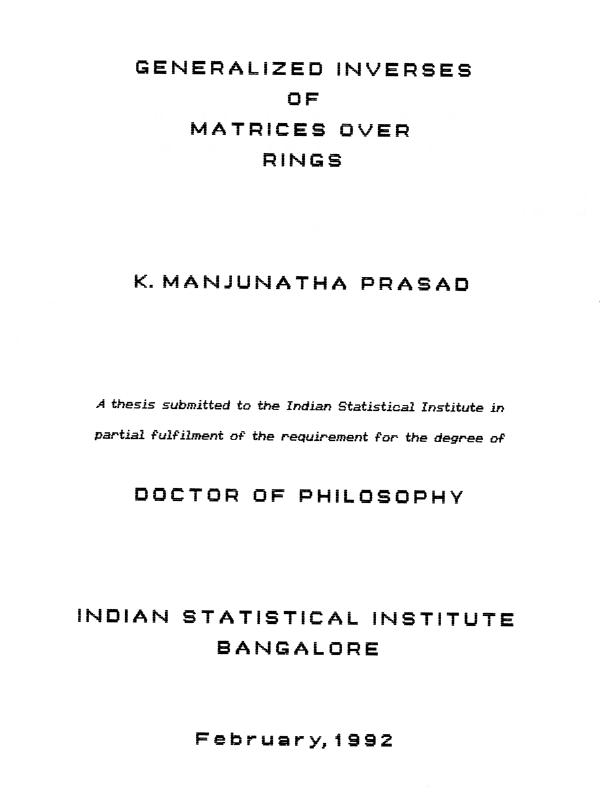 GENERALIZED INVERSES
OF
MATRICES OVER
RINGS
K. MANJUNATHA PRASAD
A thesis submitted to the Indian Statistical Institute in
partial fulfilment of the requirement for the degree of
DOCTOR OF PHILOSOPHY
INDIAN STATISTICAL INSTITUTE
BANGALORE
February, 1992